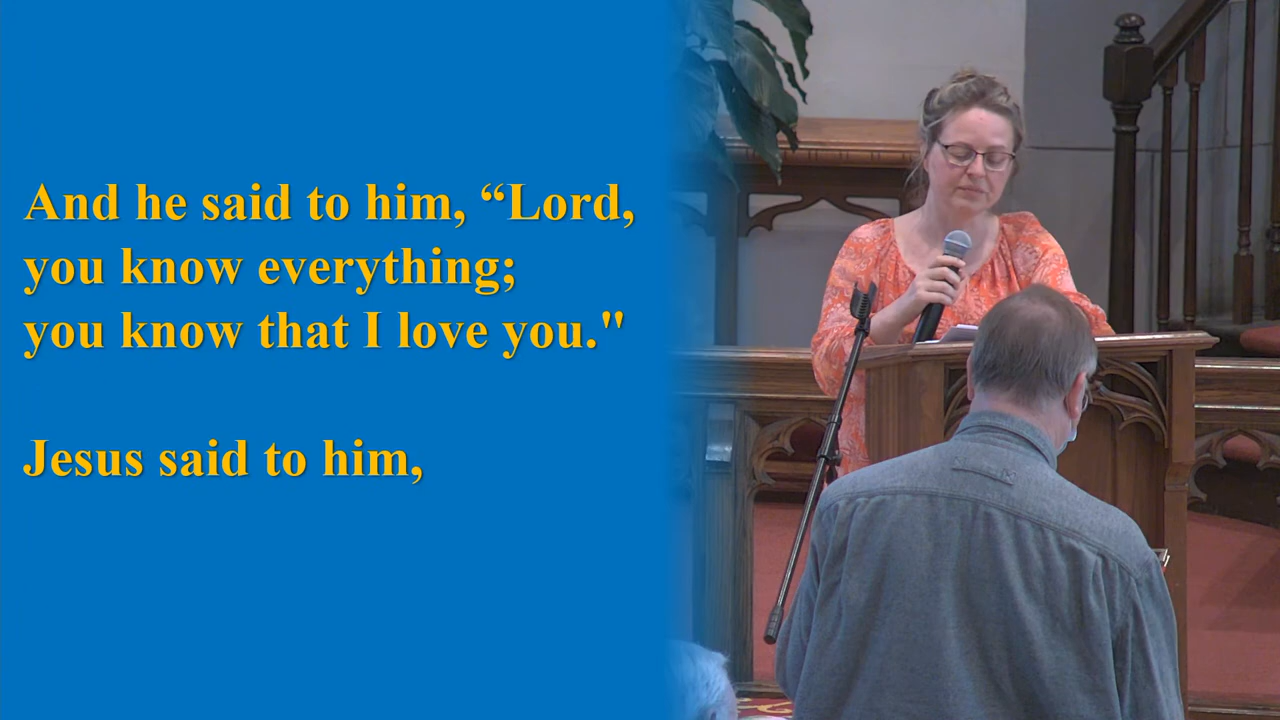 And he said to him, “Lord,
you know everything;
you know that I love you."
Jesus said to him,